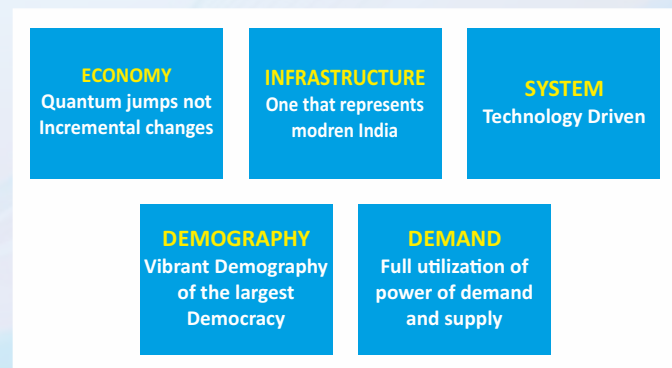 ECONOMY
Quantum jumps not
Incremental changes
INFRASTRUCTURE
One that represents
modren India
SYSTEM
Technology Driven
DEMOGRAPHY
Vibrant Demography
of the largest
Democracy
DEMAND
Full utilization of
power of demand
and supply